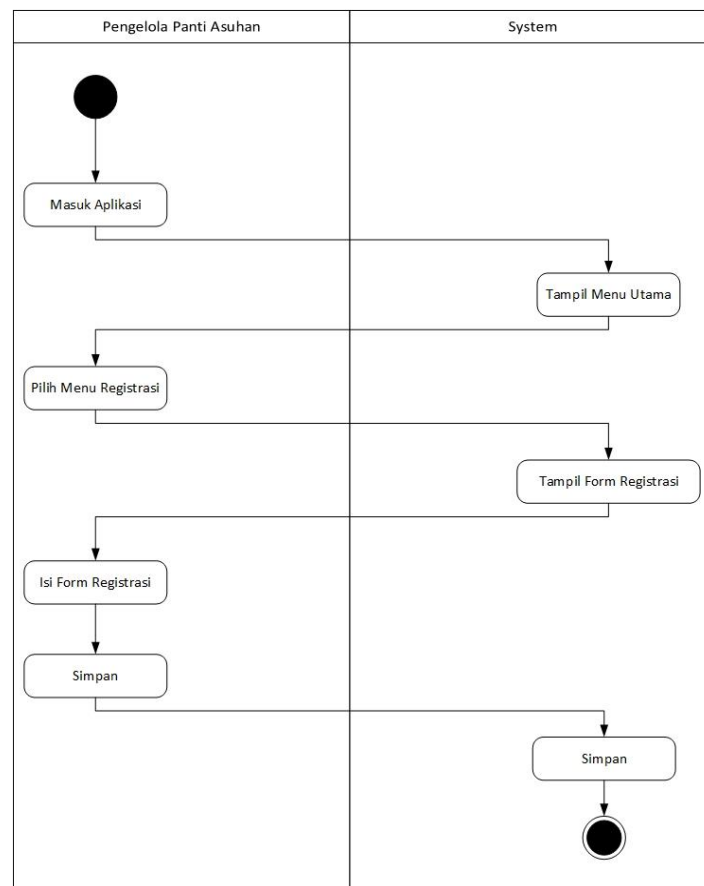 Pengelola Panti Asuhan
System
Masuk Aplikasi
Tampil Menu Utama
Pilih Menu Registrasi
Tampil Form Registrasi
Isi Form Registrasi
Simpan
Simpan